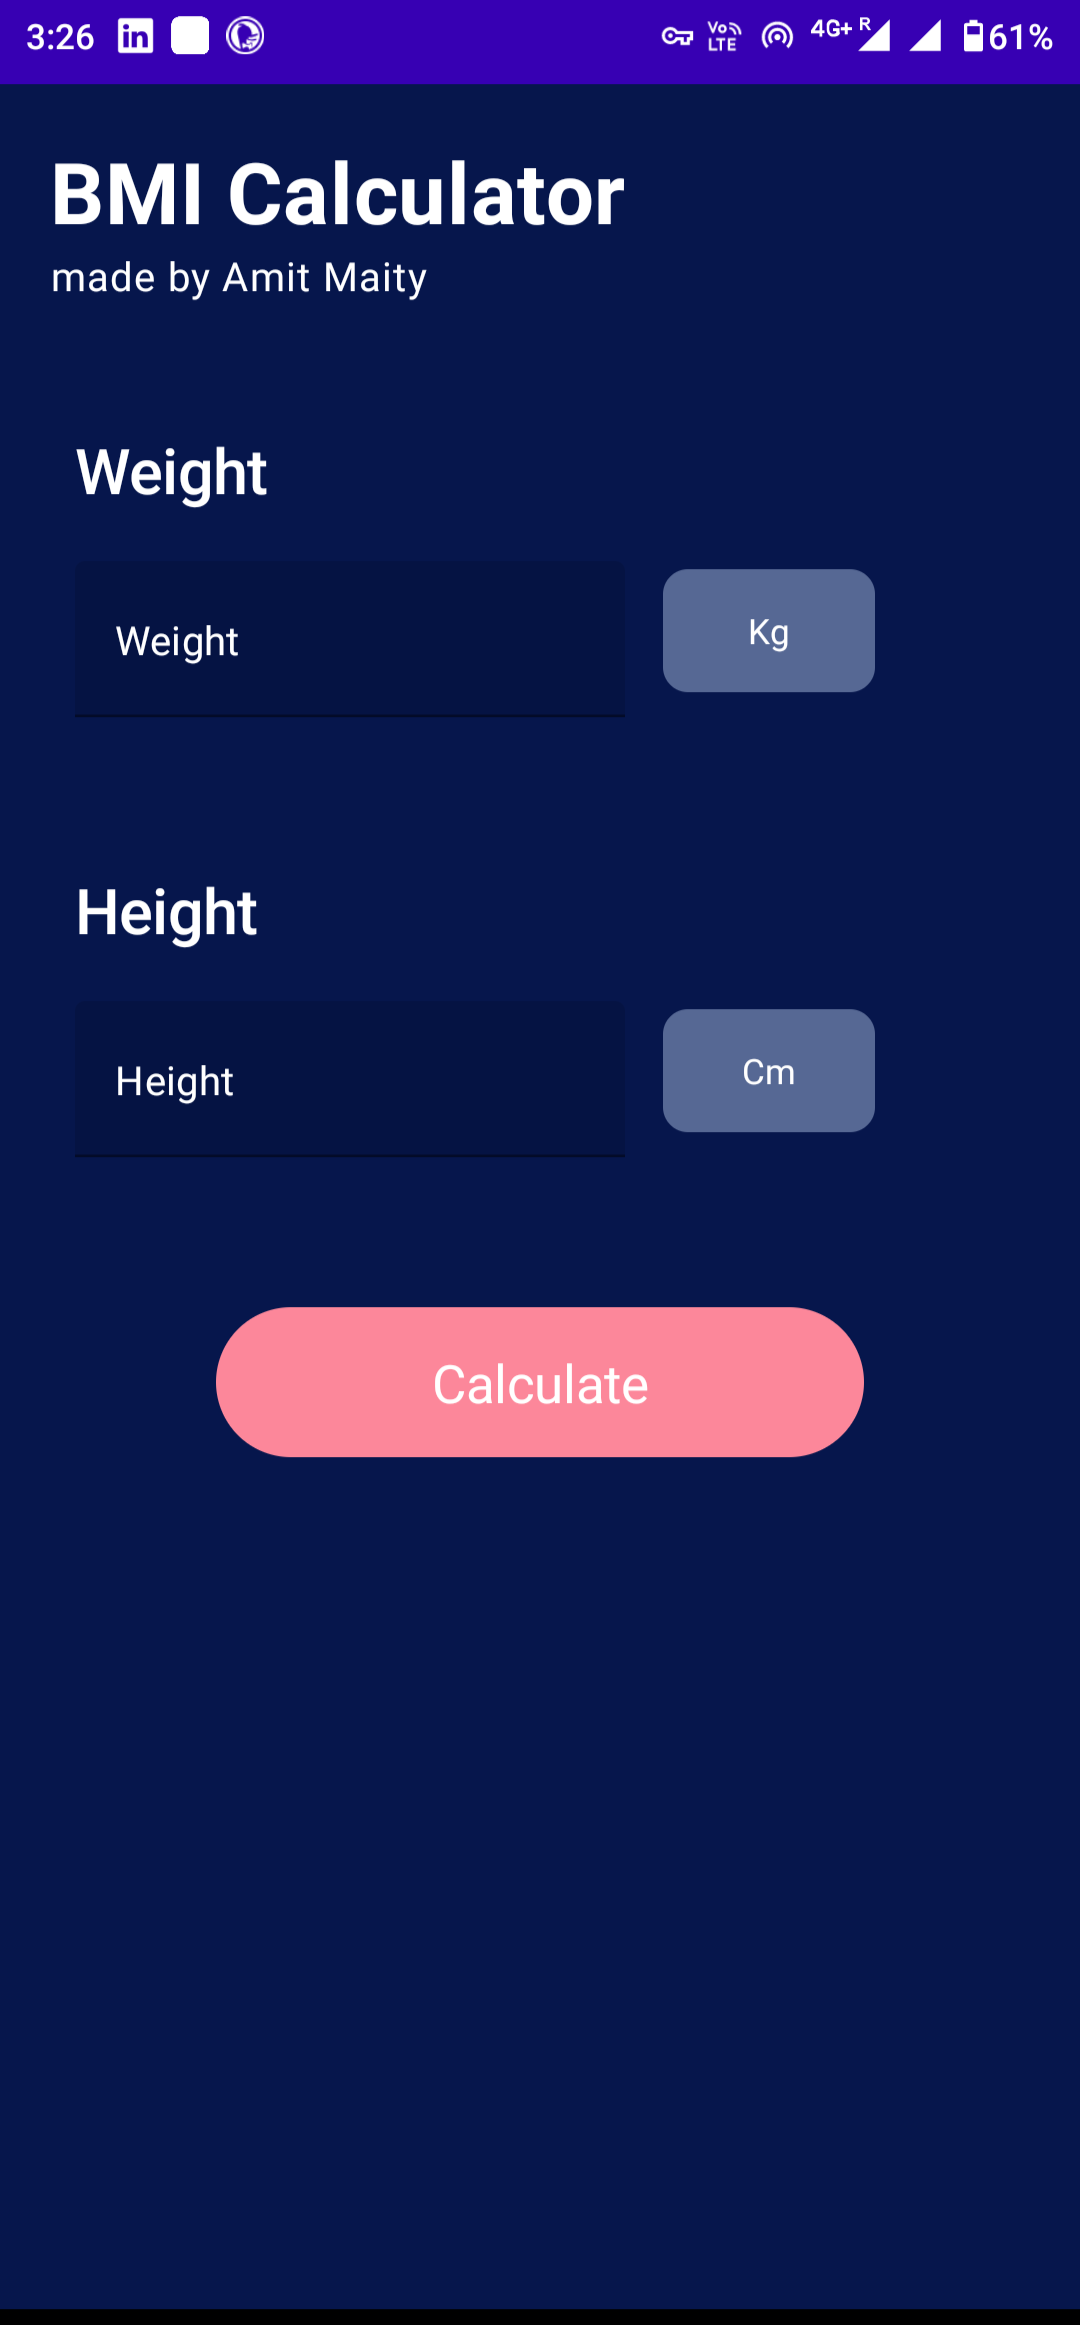 3:26 in Vo LTE 4G+ R 61%
BMI Calculator
made by Amit Maity
Weight
Weight Kg
Height
Height Cm
Calculate